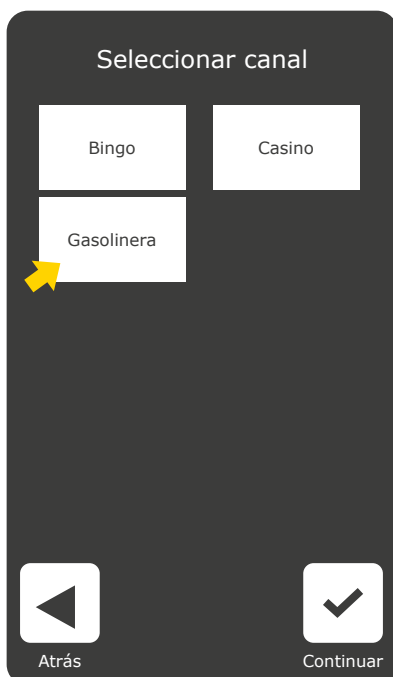 Seleccionar canal
Bingo
Casino
Gasolinera
Atrás
Continuar